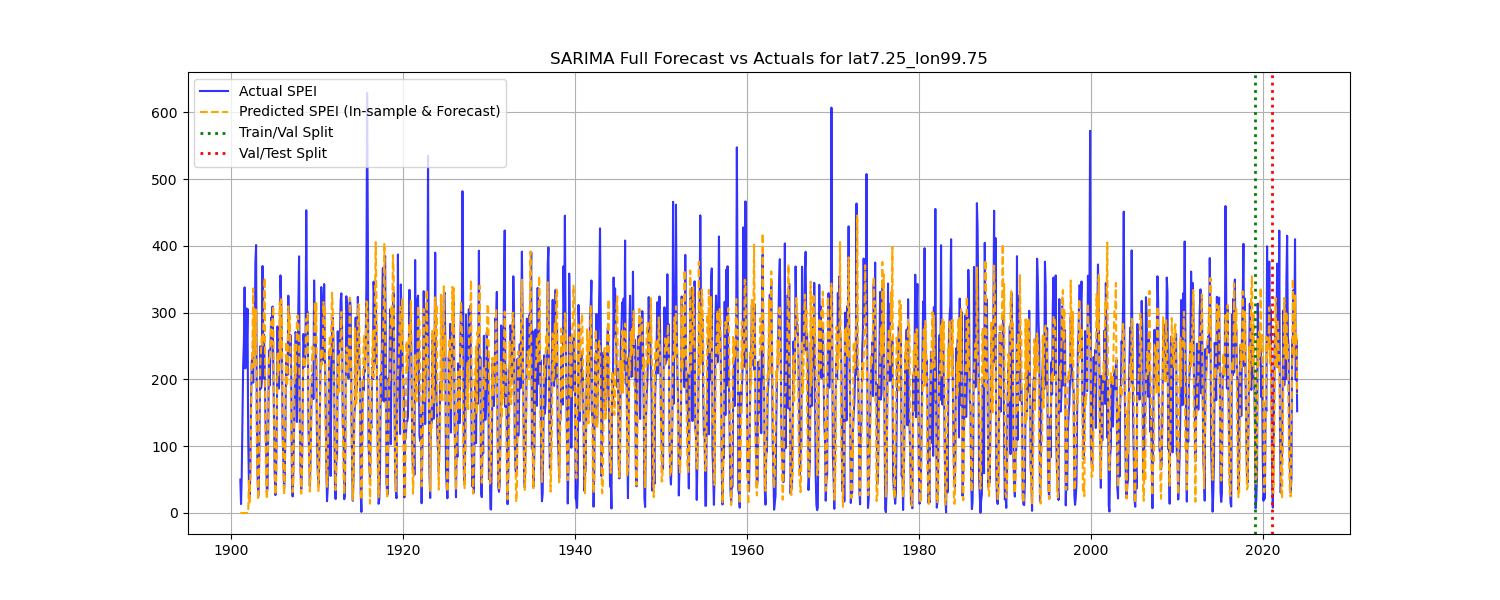 SARIMA Full Forecast vs Actuals for lat7.25_lon99.75
Actual SPEI
Predicted SPEI (In-sample & Forecast)
Train/Val Split
Val/Test Split
600
500
400
300
200
100
0
1900 1920 1940 1960 1980 2000 2020